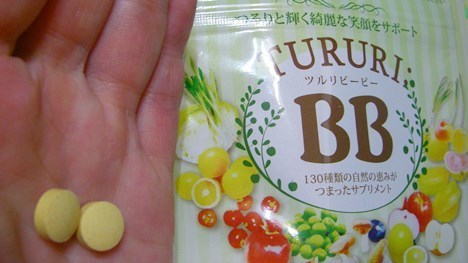 つるりと輝く綺麗な笑顔をサポート
TURURI:
ツルリビービー
BB
130種類の自然の恵みが
つまったサプリメント